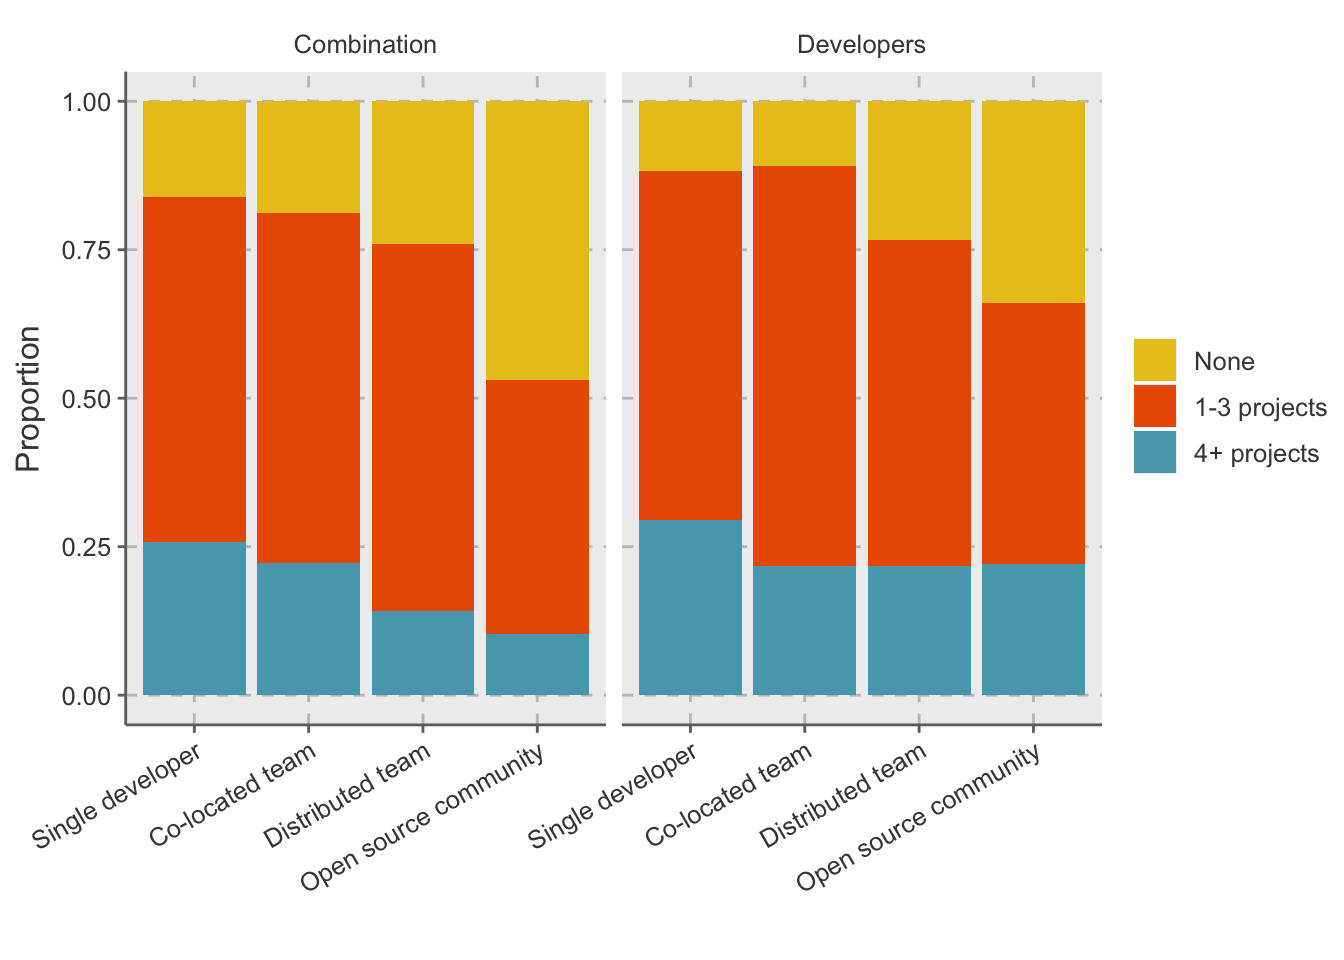 Combination
Developers
Proportion
1.00
0.75
0.50
0.25
0.00
Single developer
Co-located team
Distributed team
Open source community
Single developer
Co-located team
Distributed team
Open source community
None
1-3 projects
4+ projects